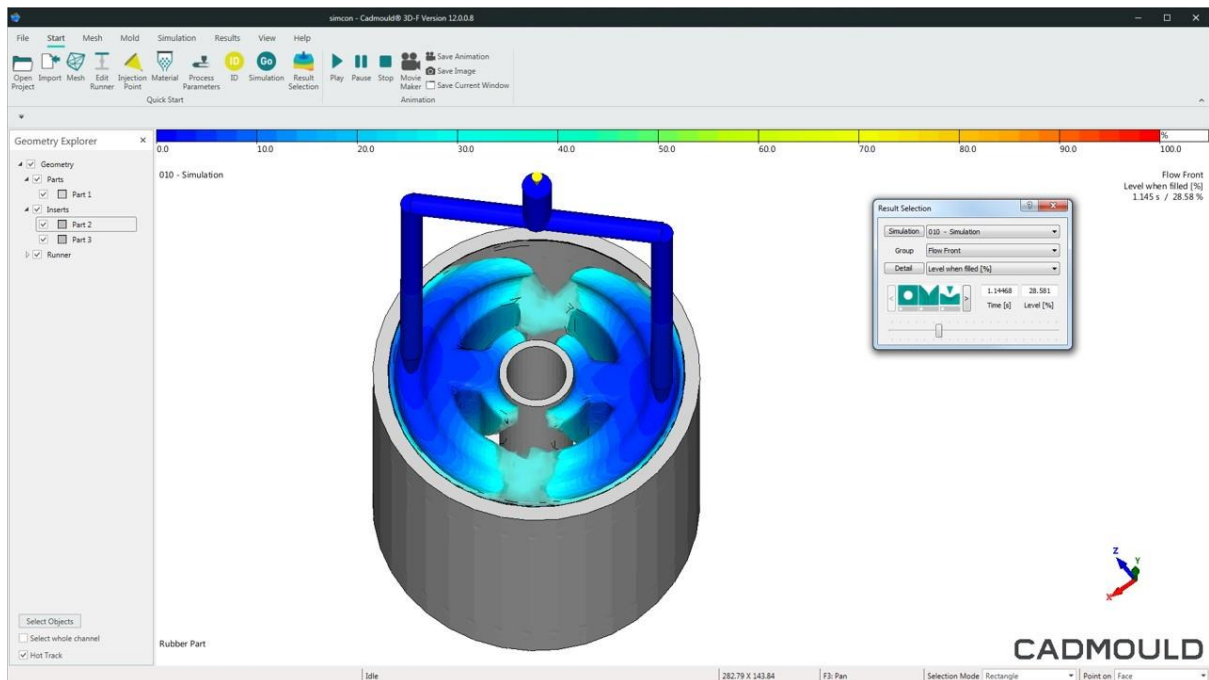 simcon - Cadmould® 3D-F Version 12.0.0.8
File Start Mesh Mold Simulation Results View Help
Open Project
Import
Mesh
Edit Runner
Injection Point
Material
Process Parameters
ID
ID
Go
Simulation
Result Selection
Quick Start
Play
Pause
Stop
Movie Maker
Save Animation
Save Image
Save Current Window
Animation
Geometry Explorer
Geometry
Parts
Part 1
Inserts
Part 2
Part 3
Runner
Select Objects
Select whole channel
Hot Track
0.0 10.0 20.0 30.0 40.0 50.0 60.0 70.0 80.0 90.0 100.0
%
010 - Simulation
Flow Front
Level when filled [%]
1.145 s / 28.58 %
Result Selection
Simulation 010 - Simulation
Group Flow Front
Detail Level when filled [%]
< > 1.14468 28.581
Time [s] Level [%]
Z
Y
X
Rubber Part
CADMOULD
Idle 282.79 X 143.84 F3: Pan Selection Mode Rectangle Point on Face